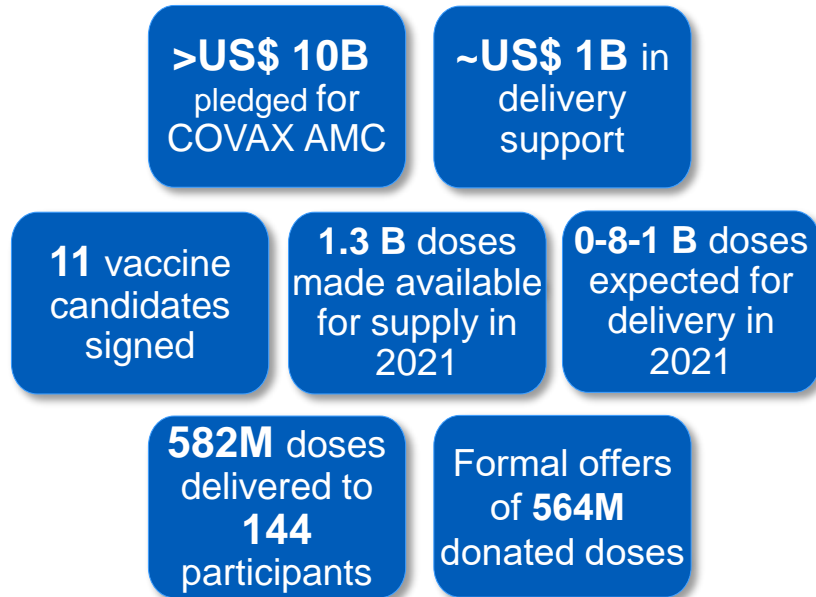 >US$ 10B
pledged for
COVAX AMC
~US$ 1B in
delivery
support
11 vaccine
candidates
signed
1.3 B doses
made available
for supply in
2021
0-8-1 B doses
expected for
delivery in
2021
582M doses
delivered to
144
participants
Formal offers
of 564M
donated doses